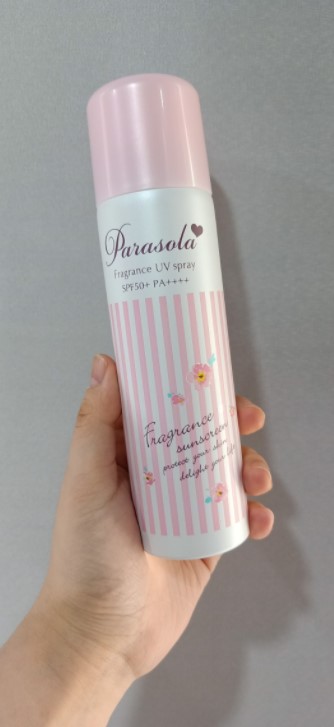 Parasola
Fragrance UV spray
SPF50+ PA++++
Fragrance
sunscreen
protect your skin
delight your life